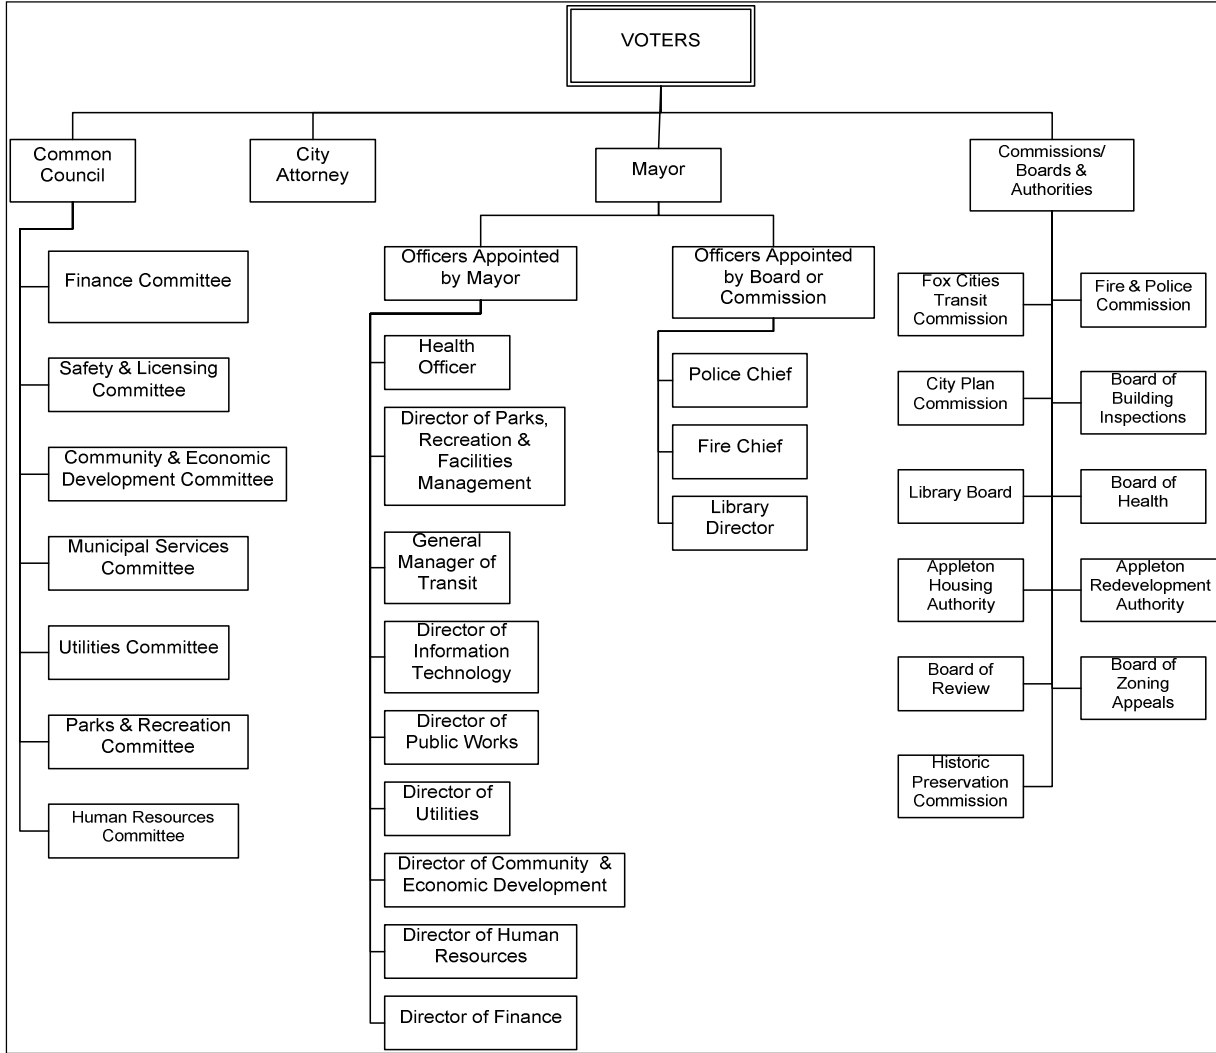 VOTERS
Common
Council
City
Attorney
Mayor
Commissions/
Boards &
Authorities
Finance Committee
Safety & Licensing
Committee
Community & Economic
Development Committee
Municipal Services
Committee
Utilities Committee
Parks & Recreation
Committee
Human Resources
Committee
Officers Appointed
by Mayor
Health
Officer
Director of Parks,
Recreation &
Facilities
Management
General
Manager of
Transit
Director of
Information
Technology
Director of
Public Works
Director of
Utilities
Director of Community &
Economic Development
Director of Human
Resources
Director of Finance
Officers Appointed
by Board or
Commission
Police Chief
Fire Chief
Library
Director
Fox Cities
Transit
Commission
Fire & Police
Commission
City Plan
Commission
Board of
Building
Inspections
Library Board
Board of
Health
Appleton
Housing
Authority
Appleton
Redevelopment
Authority
Board of
Review
Board of
Zoning
Appeals
Historic
Preservation
Commission